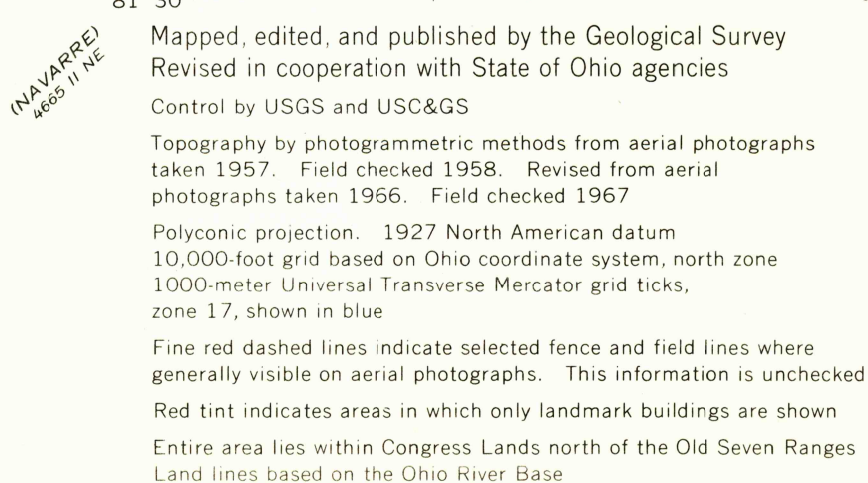 81° 30'
(NAVARRE)
4665 II NE
Mapped, edited, and published by the Geological Survey
Revised in cooperation with State of Ohio agencies
Control by USGS and USC&GS
Topography by photogrammetric methods from aerial photographs
taken 1957. Field checked 1958. Revised from aerial
photographs taken 1966. Field checked 1967
Polyconic projection. 1927 North American datum
10,000-foot grid based on Ohio coordinate system, north zone
1000-meter Universal Transverse Mercator grid ticks,
zone 17, shown in blue
Fine red dashed lines indicate selected fence and field lines where
generally visible on aerial photographs. This information is unchecked
Red tint indicates areas in which only landmark buildings are shown
Entire area lies within Congress Lands north of the Old Seven Ranges
Land lines based on the Ohio River Base